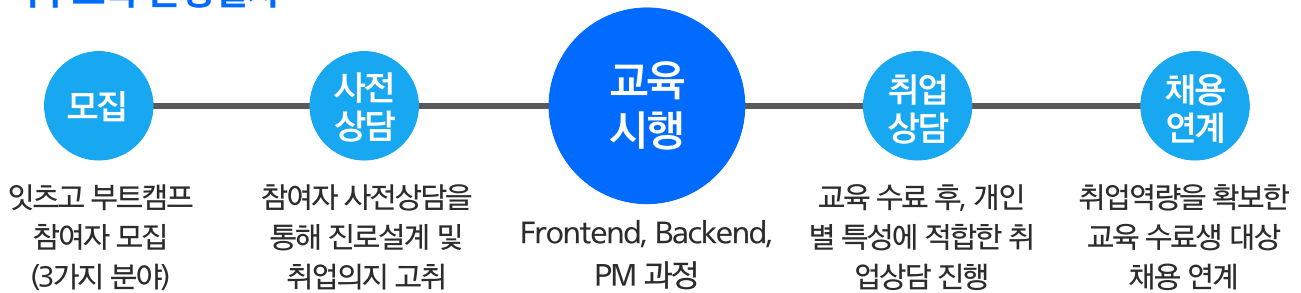 모집
사전
상담
교육
시행
취업
상담
채용
연계
잇츠고 부트캠프
참여자 모집
(3가지 분야)
참여자 사전상담을
통해 진로설계 및
취업의지 고취
Frontend, Backend,
PM 과정
교육 수료 후, 개인
별 특성에 적합한 취
업상담 진행
취업역량을 확보한
교육 수료생 대상
채용 연계